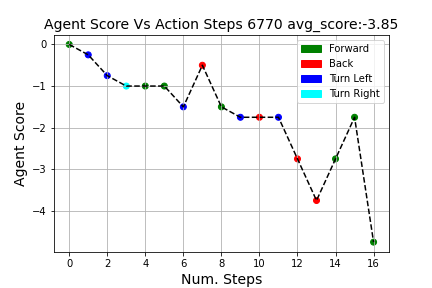 Agent Score Vs Action Steps 6770 avg_score:-3.85
Forward
Back
Turn Left
Turn Right
Agent Score
0
−1
−2
−3
−4
0 2 4 6 8 10 12 14 16
Num. Steps